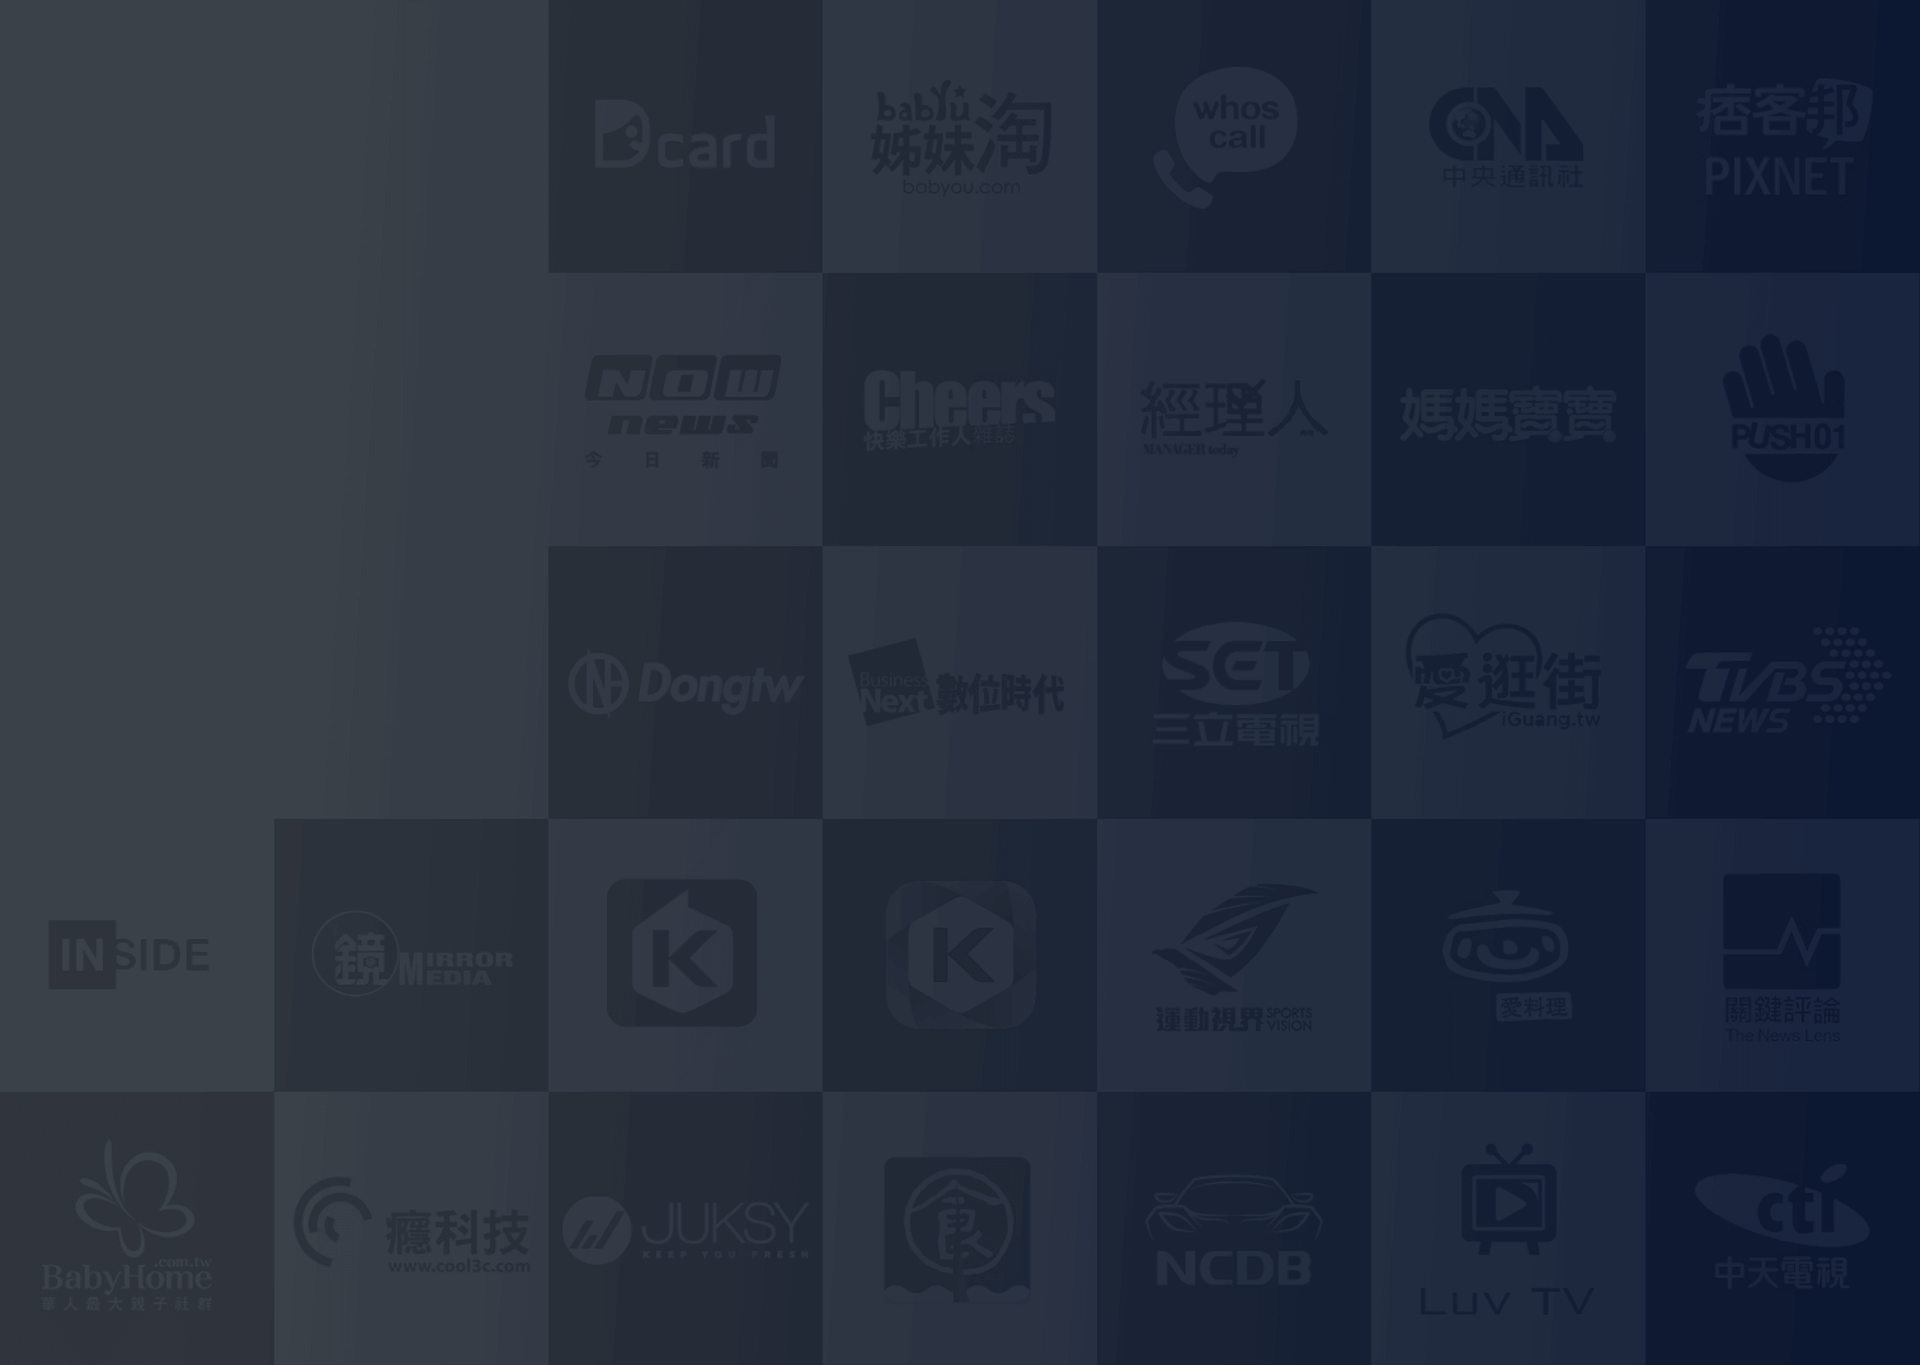 Dcard
babyü
姊妹淘
babyou.com
whos
call
CNA
中央通訊社
痞客邦
PIXNET
NOW
news
今日新聞
Cheers
快樂工作人雜誌
經理人
MANAGER today
媽媽寶寶
PUSH01
Dongtw
Business
Next 數位時代
SET
三立電視
愛逛街
iGuang.tw
TVBS
NEWS
INSIDE
鏡 MIRROR
MEDIA
K
K
運動視界 SPORTS
VISION
愛料理
關鍵評論
The News Lens
.com.tw
BabyHome
華人最大親子社群
癮科技
www.cool3c.com
JUKSY
KEEP YOU FRESH
食
NCDB
LUV TV
cti
中天電視